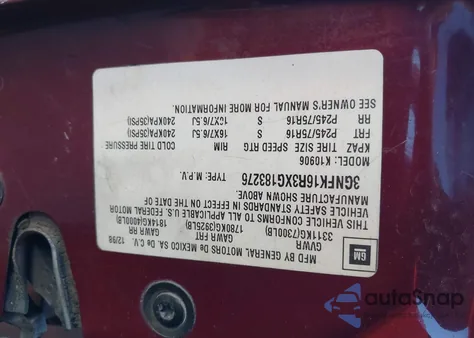 GM
MFD BY GENERAL MOTORS DE MEXICO SA. De C.V. 12/98
GVWR GAWR FRT GAWR RR
3311KG(7300LB) 1780KG(3925LB) 1814KG(4000LB)
THIS VEHICLE CONFORMS TO ALL APPLICABLE U.S. FEDERAL MOTOR
VEHICLE SAFETY STANDARDS IN EFFECT ON THE DATE OF
MANUFACTURE SHOWN ABOVE.
3GNFK16R3XG183276 TYPE: M.P.V.
MODEL: K10906
KPAZ TIRE SIZE SPEED RTG RIM COLD TIRE PRESSURE
FRT P245/75R16 S 16X7/6.5J 240KPA(35PSI)
RR P245/75R16 S 16X7/6.5J 240KPA(35PSI)
SEE OWNER'S MANUAL FOR MORE INFORMATION.
autoSnap